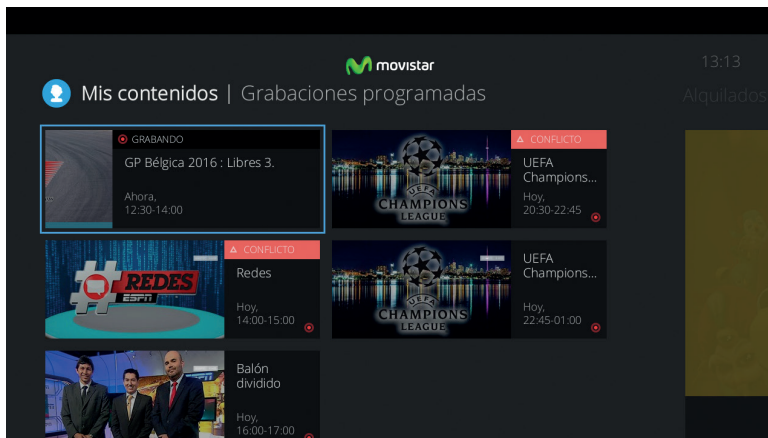 movistar
13:13
Mis contenidos | Grabaciones programadas
Alquilados
GRABANDO
GP Bélgica 2016 : Libres 3.
Ahora,
12:30-14:00
CONFLICTO
UEFA
Champions...
Hoy,
20:30-22:45
UEFA
CHAMPIONS
LEAGUE
CONFLICTO
Redes
Hoy,
14:00-15:00
#REDES
ESPN
UEFA
Champions...
Hoy,
22:45-01:00
UEFA
CHAMPIONS
LEAGUE
Balón
dividido
Hoy,
16:00-17:00